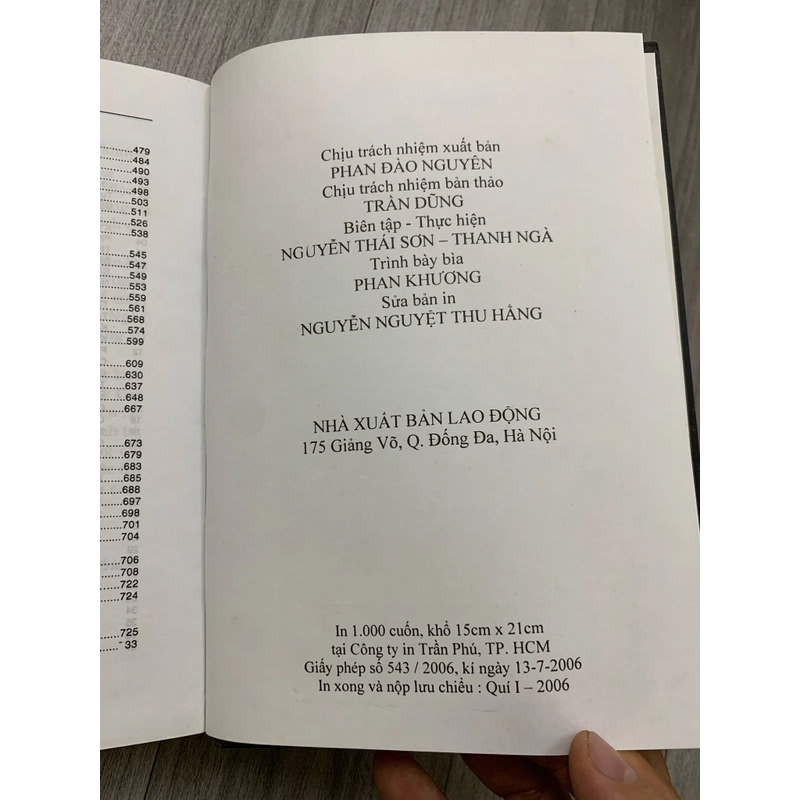 479
484
490
493
498
503
511
526
538
545
547
549
553
559
561
568
574
599
609
630
637
648
667
673
679
683
685
688
697
698
701
704
706
708
722
724
725
33
Chịu trách nhiệm xuất bản
PHAN ĐÀO NGUYÊN
Chịu trách nhiệm bản thảo
TRẦN DŨNG
Biên tập - Thực hiện
NGUYỄN THÁI SƠN – THANH NGÀ
Trình bày bìa
PHAN KHƯƠNG
Sửa bản in
NGUYỄN NGUYỆT THU HẰNG
NHÀ XUẤT BẢN LAO ĐỘNG
175 Giảng Võ, Q. Đống Đa, Hà Nội
In 1.000 cuốn, khổ 15cm x 21cm
tại Công ty in Trần Phú, TP. HCM
Giấy phép số 543 / 2006, kí ngày 13-7-2006
In xong và nộp lưu chiểu : Quí I – 2006